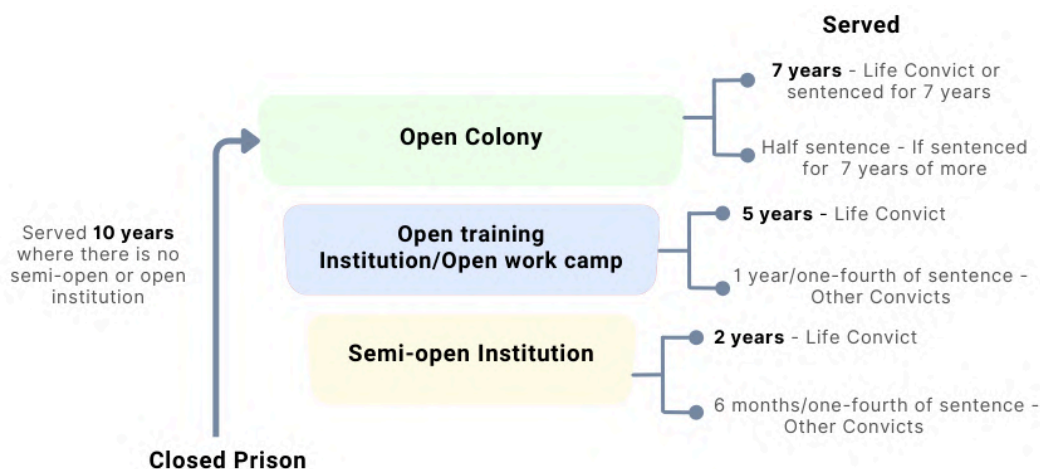 Served
7 years - Life Convict or
sentenced for 7 years
Open Colony
Half sentence - If sentenced
for 7 years of more
Served 10 years
where there is no
semi-open or open
institution
Open training
Institution/Open work camp
5 years - Life Convict
1 year/one-fourth of sentence -
Other Convicts
Semi-open Institution
2 years - Life Convict
6 months/one-fourth of sentence -
Other Convicts
Closed Prison